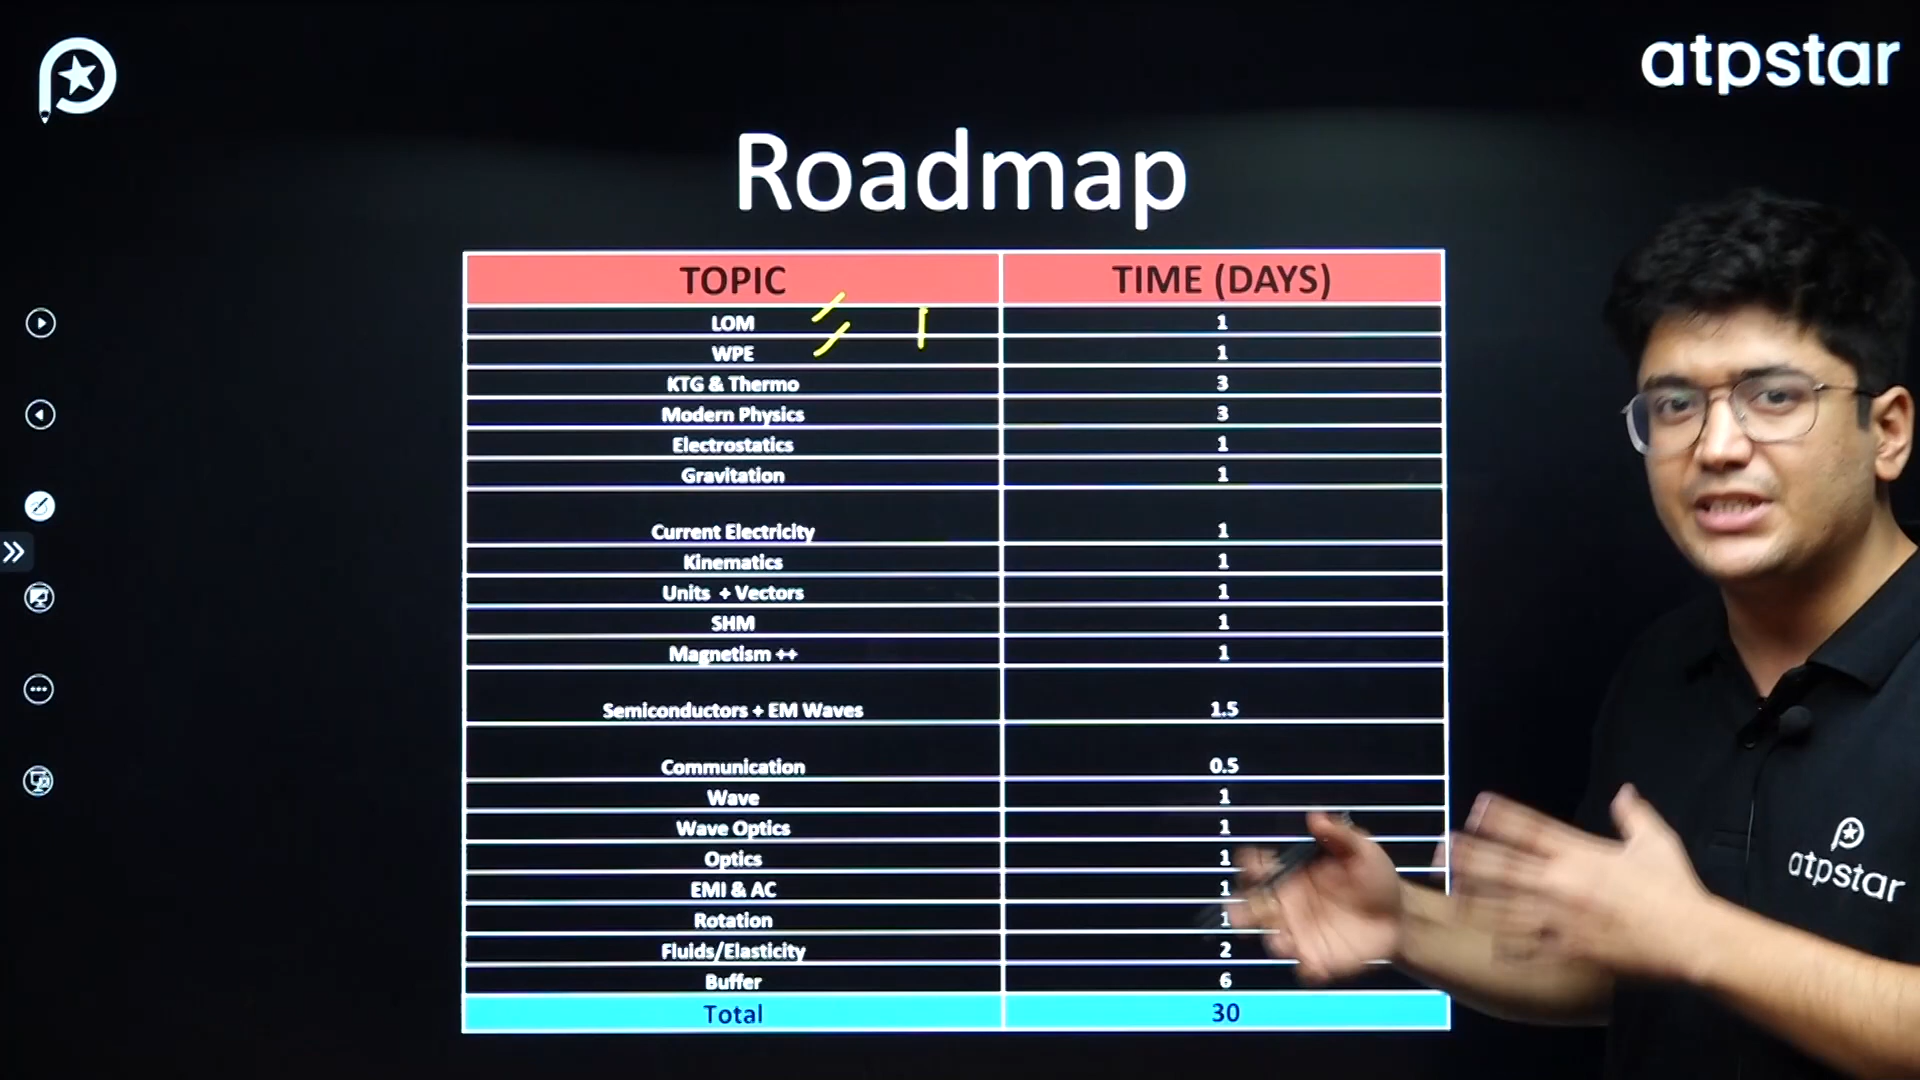 atpstar
Roadmap
TOPIC TIME (DAYS)
LOM 1
WPE 1
KTG & Thermo 3
Modern Physics 3
Electrostatics 1
Gravitation 1
Current Electricity 1
Kinematics 1
Units + Vectors 1
SHM 1
Magnetism ++ 1
Semiconductors + EM Waves 1.5
Communication 0.5
Wave 1
Wave Optics 1
Optics 1
EMI & AC 1
Rotation 1
Fluids/Elasticity 2
Buffer 6
Total 30
atpstar